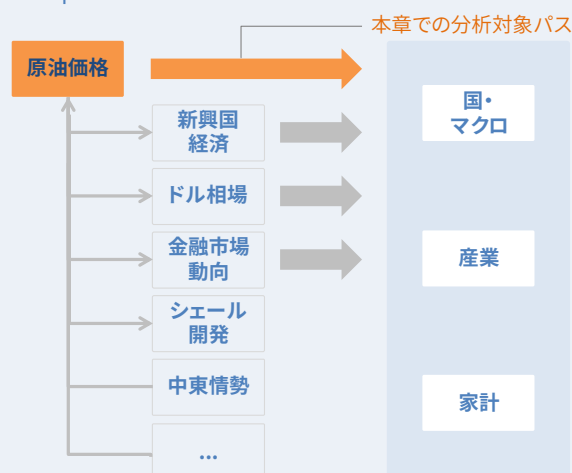 本章での分析対象パス
原油価格
国・
マクロ
新興国
経済
ドル相場
金融市場
動向
産業
シェール
開発
中東情勢
家計
...